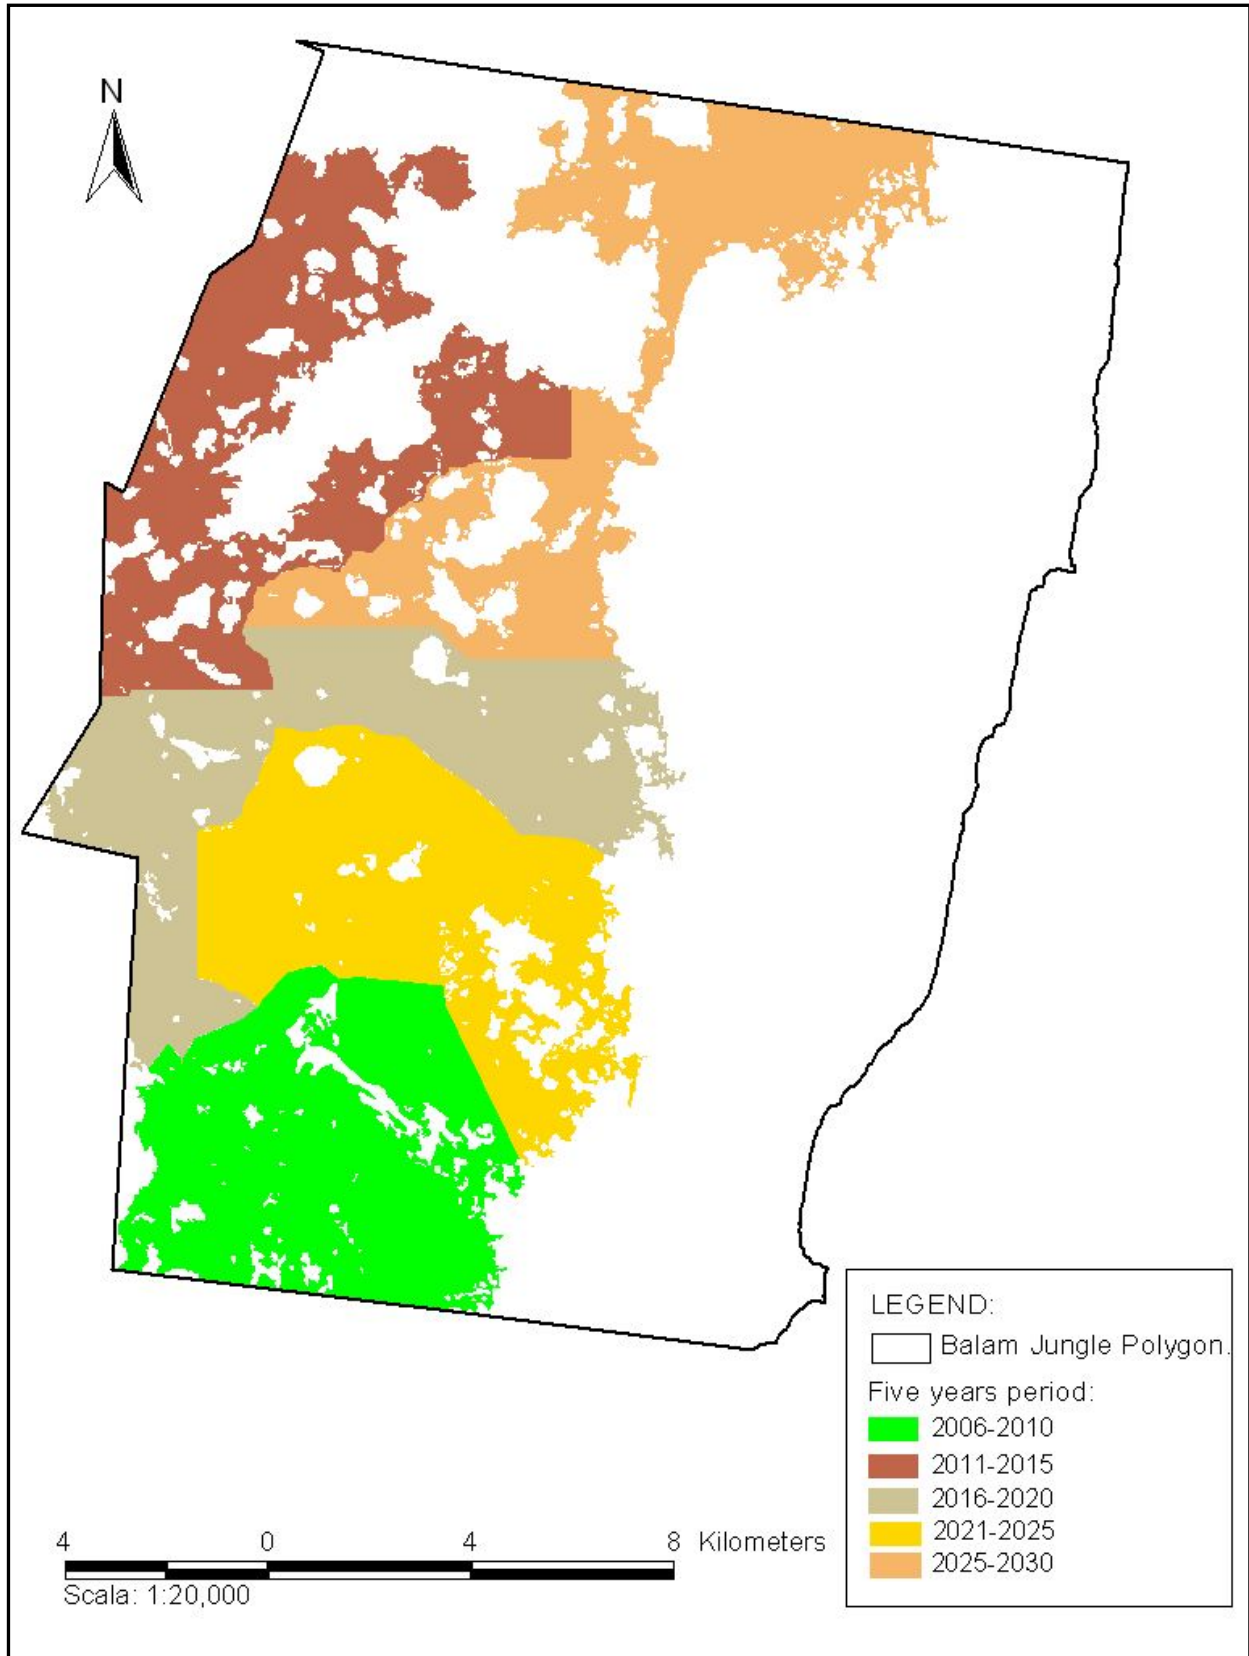 N
LEGEND:
Balam Jungle Polygon.
Five years period:
2006-2010
2011-2015
2016-2020
2021-2025
2025-2030
4 0 4 8 Kilometers
Scala: 1:20,000